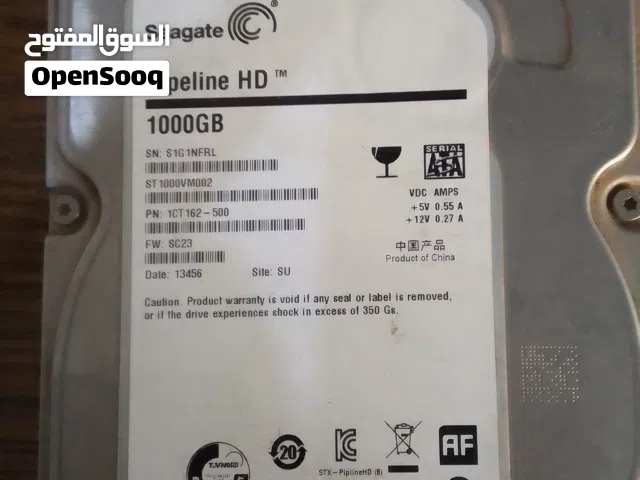 السوق المفتوح
OpenSooq
Seagate
peline HD™
1000GB
SN: S1G1NFRL
ST1000VM002
PN: 1CT162-500
FW: SC23
Date: 13456 Site: SU
SERIAL
ATA
VDC AMPS
+5V 0.55 A
+12V 0.27 A
中国产品
Product of China
Caution: Product warranty is void if any seal or label is removed,
or if the drive experiences shock in excess of 350 Gs.
20
AF
STX-PiplineHD (B)